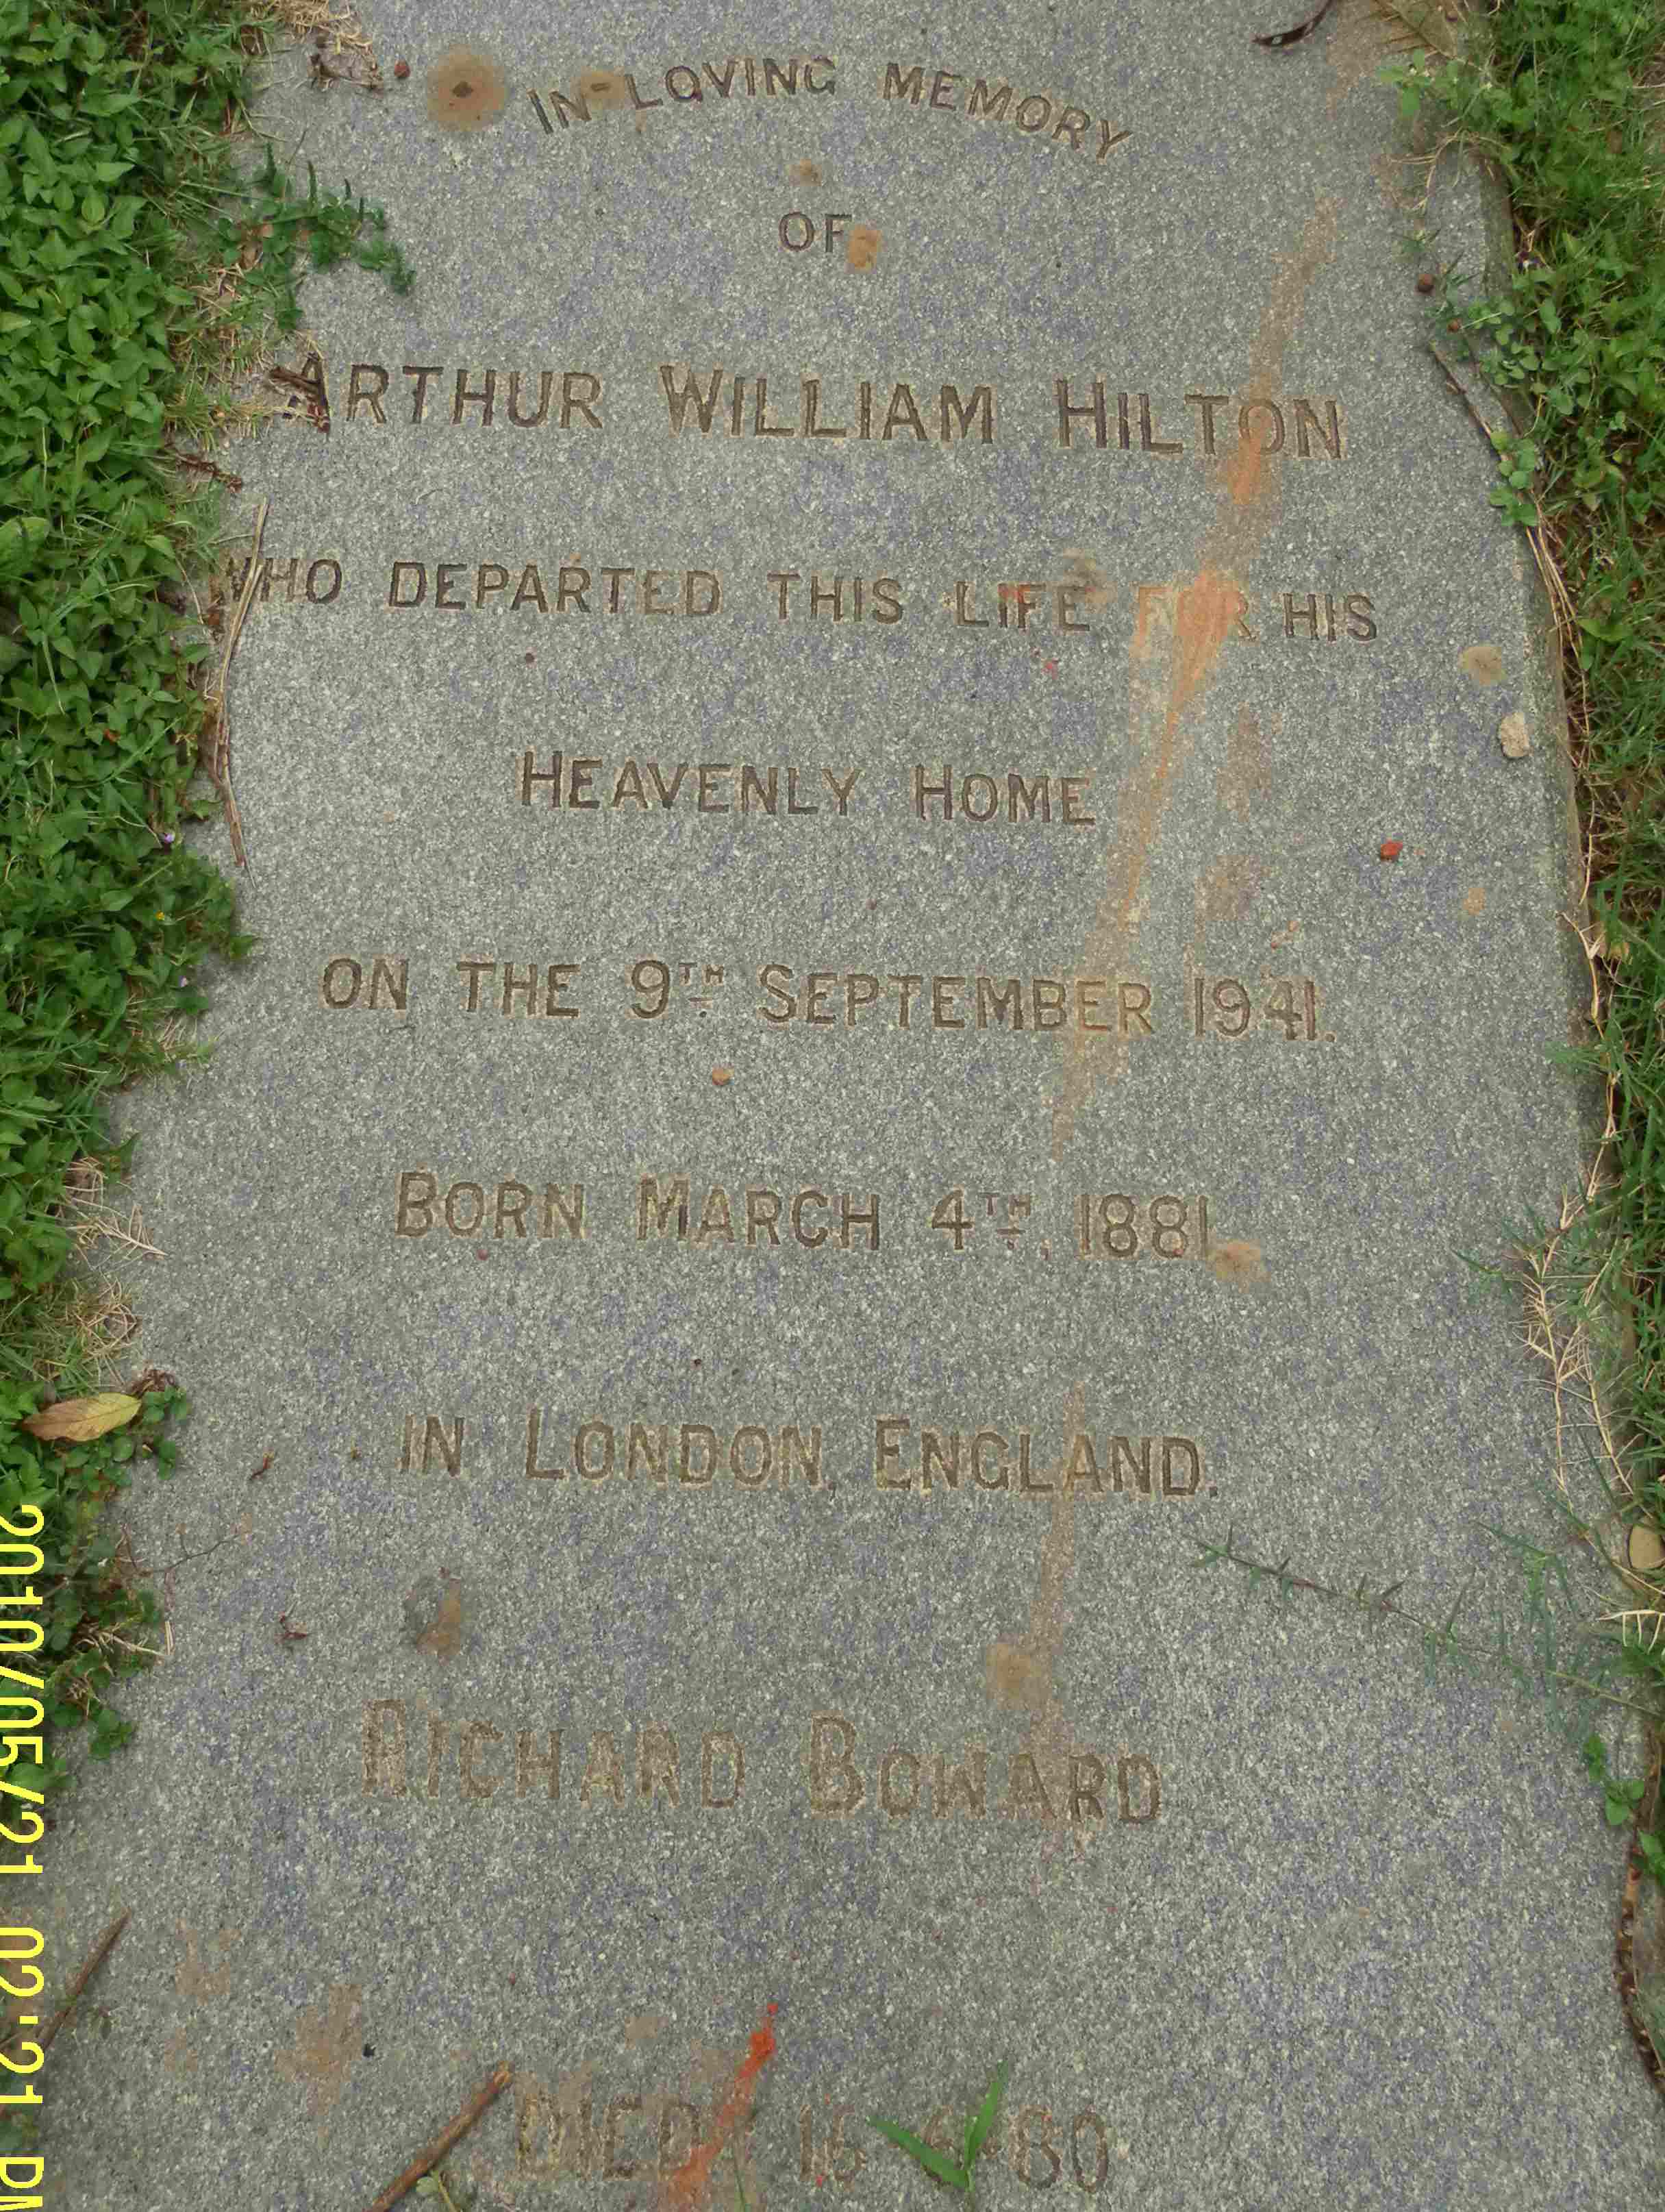 IN LOVING MEMORY
OF
ARTHUR WILLIAM HILTON
WHO DEPARTED THIS LIFE FOR HIS
HEAVENLY HOME
ON THE 9TH SEPTEMBER 1941.
BORN MARCH 4TH, 1881.
IN LONDON, ENGLAND.
RICHARD BOWARD
DIED
2010/05/21 02:21 PM